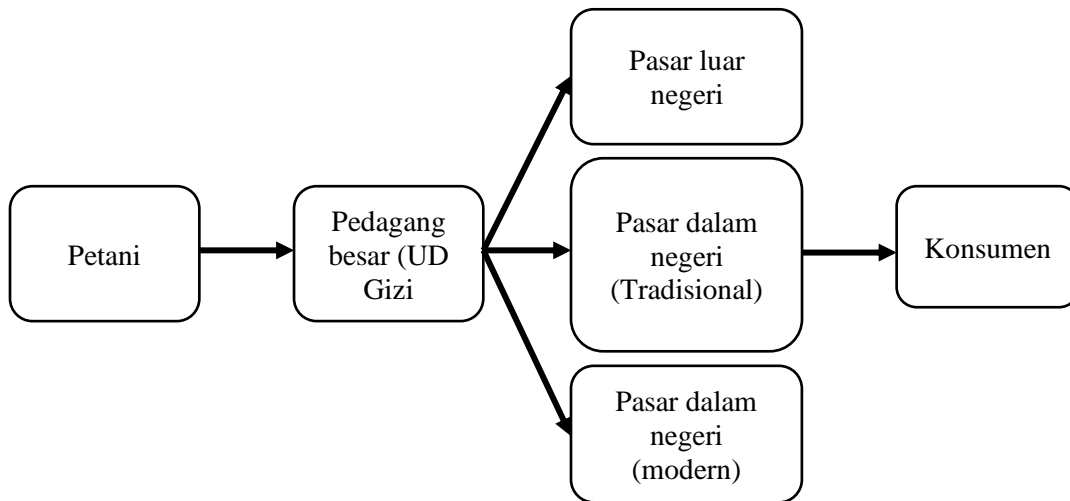 Petani
Pedagang
besar (UD
Gizi
Pasar luar
negeri
Pasar dalam
negeri
(Tradisional)
Pasar dalam
negeri
(modern)
Konsumen